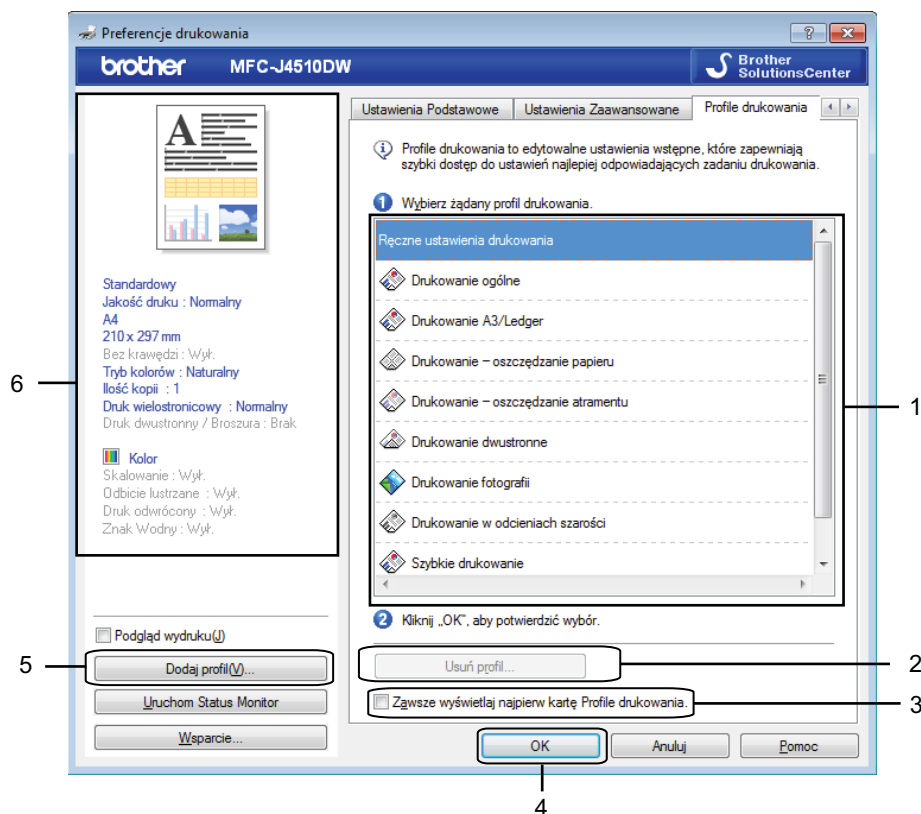 Preferencje drukowania
brother MFC-J4510DW
Brother
SolutionsCenter
A
Standardowy
Jakość druku : Normalny
A4
210 x 297 mm
Bez krawędzi : Wył.
Tryb kolorów : Naturalny
Ilość kopii : 1
Druk wielostronicowy : Normalny
Druk dwustronny / Broszura : Brak
Kolor
Skalowanie : Wył.
Odbicie lustrzane : Wył.
Druk odwrócony : Wył.
Znak Wodny : Wył.
6
Podgląd wydruku(J)
5
Dodaj profil(V)...
Uruchom Status Monitor
Wsparcie...
Ustawienia Podstawowe
Ustawienia Zaawansowane
Profile drukowania
Profile drukowania to edytowalne ustawienia wstępne, które zapewniają
szybki dostęp do ustawień najlepiej odpowiadających zadaniu drukowania.
1 Wybierz żądany profil drukowania.
Ręczne ustawienia drukowania
Drukowanie ogólne
Drukowanie A3/Ledger
Drukowanie – oszczędzanie papieru
Drukowanie – oszczędzanie atramentu
Drukowanie dwustronne
Drukowanie fotografii
Drukowanie w odcieniach szarości
Szybkie drukowanie
1
2 Kliknij „OK”, aby potwierdzić wybór.
Usuń profil...
2
Zawsze wyświetlaj najpierw kartę Profile drukowania.
3
OK
Anuluj
Pomoc
4